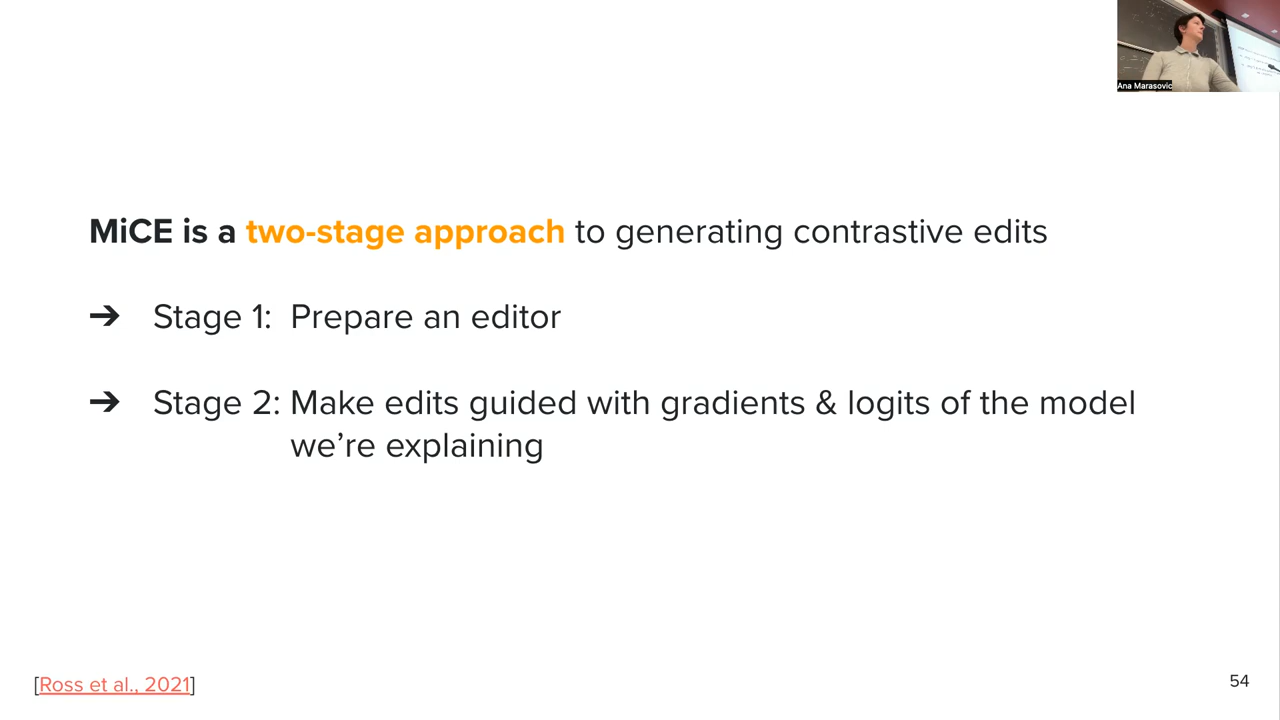 Ana Marasovic
MiCE is a two-stage approach to generating contrastive edits
➔ Stage 1: Prepare an editor
➔ Stage 2: Make edits guided with gradients & logits of the model
we’re explaining
[Ross et al., 2021]
54